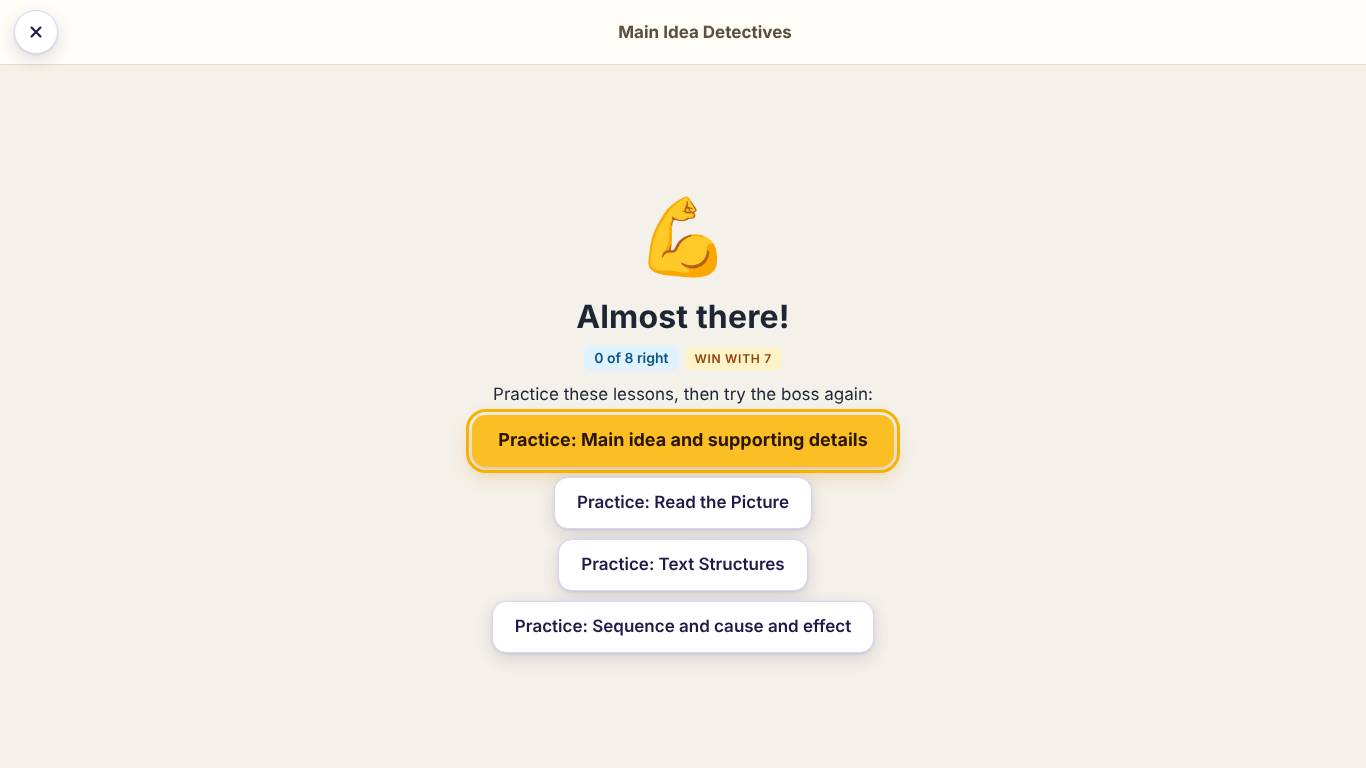 Main Idea Detectives
Almost there!
0 of 8 right
WIN WITH 7
Practice these lessons, then try the boss again:
Practice: Main idea and supporting details
Practice: Read the Picture
Practice: Text Structures
Practice: Sequence and cause and effect